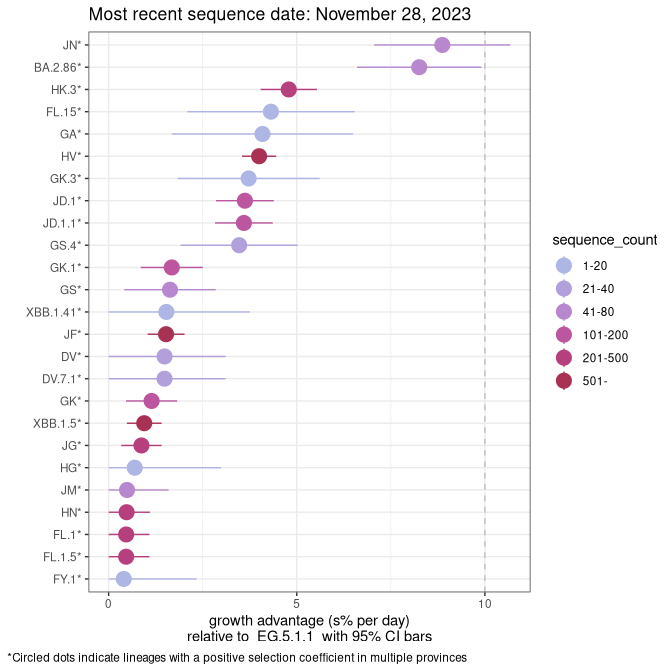 Most recent sequence date: November 28, 2023
JN*
BA.2.86*
HK.3*
FL.15*
GA*
HV*
GK.3*
JD.1*
JD.1.1*
GS.4*
GK.1*
GS*
XBB.1.41*
JF*
DV*
DV.7.1*
GK*
XBB.1.5*
JG*
HG*
JM*
HN*
FL.1*
FL.1.5*
FY.1*
0 5 10
growth advantage (s% per day)
relative to EG.5.1.1 with 95% CI bars
sequence_count
1-20
21-40
41-80
101-200
201-500
501-
*Circled dots indicate lineages with a positive selection coefficient in multiple provinces